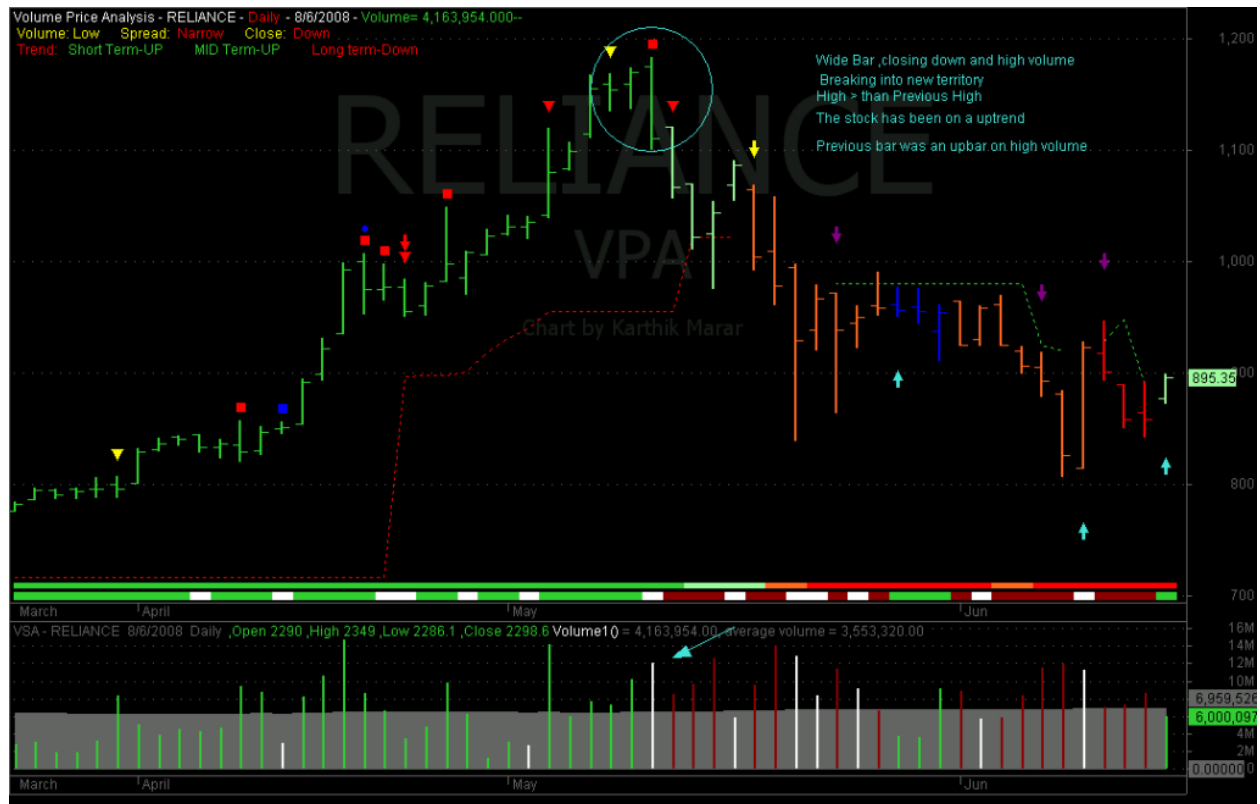 Volume Price Analysis - RELIANCE - Daily - 8/6/2008 - Volume= 4,163,954.000--
Volume: Low Spread: Narrow Close: Down
Trend: Short Term-UP MID Term-UP Long term-Down
1,200
Wide Bar ,closing down and high volume
Breaking into new territory
High > than Previous High
The stock has been on a uptrend
Previous bar was an upbar on high volume
1,100
RELIANCE
1,000
VPA
Chart by Karthik Marar
895.35
800
700
March April May Jun
VSA - RELIANCE 8/6/2008 Daily ,Open 2290 ,High 2349 ,Low 2286.1 ,Close 2298.6 Volume1() = 4,163,954.00, average volume = 3,553,320.00
16M
14M
12M
10M
6,959,526
6,000,097
4M
2M
0.00000
March April May Jun